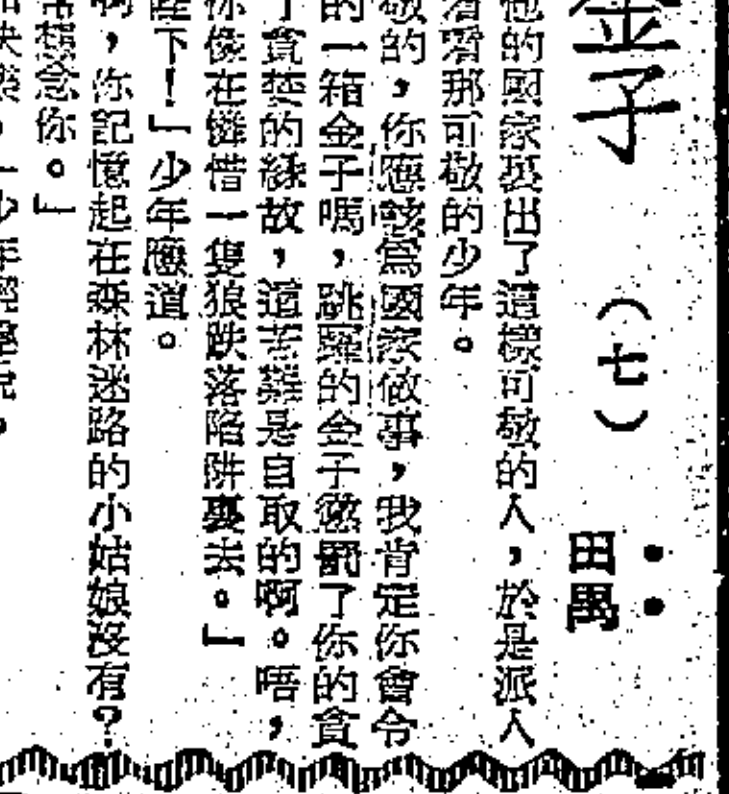 金子 (七)
田禺
他的國家裏出了這樣可敬的人，於是派人
看看那可敬的少年。
敬的，你應該爲國家做事，我肯定你會令
的一箱金子嗎，跳躍的金子懲罰了你的貪
了貪婪的緣故，這苦難是自取的啊。唔，
你像在憐惜一隻狼跌落陷阱裏去。」
陛下！」少年應道。
啊，你記憶起在森林迷路的小姑娘沒有？
常想念你。」
快樂。」少年